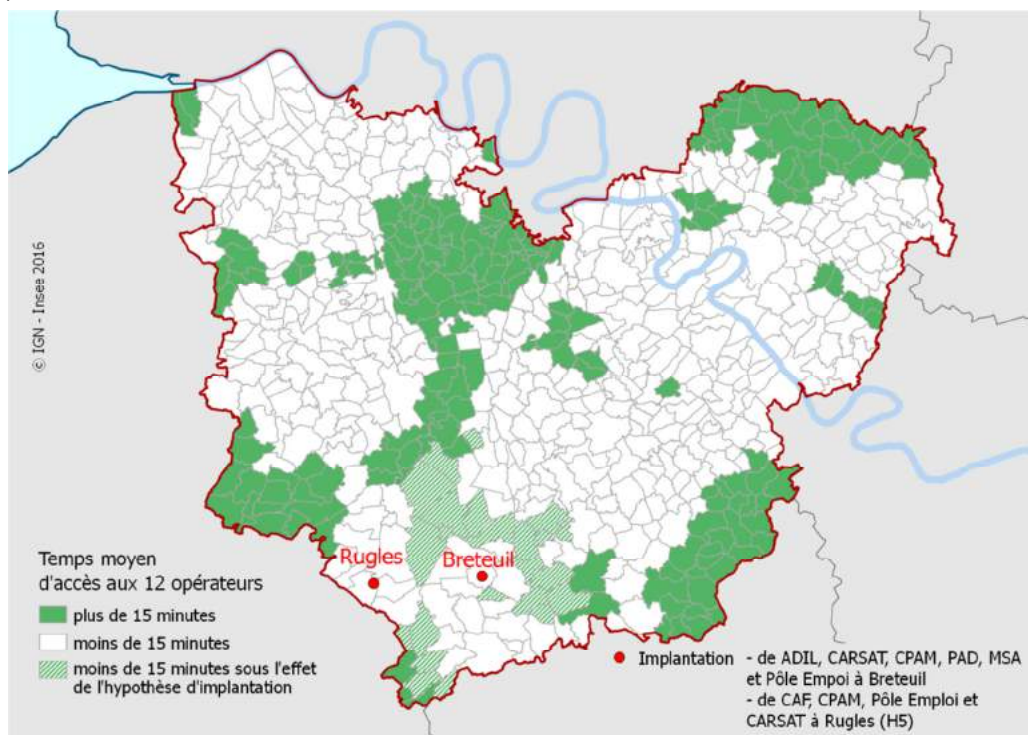 © IGN - Insee 2016
Rugles
Breteuil
Temps moyen
d'accès aux 12 opérateurs
plus de 15 minutes
moins de 15 minutes
moins de 15 minutes sous l'effet
de l'hypothèse d'implantation
Implantation - de ADIL, CARSAT, CPAM, PAD, MSA
et Pôle Empoi à Breteuil
- de CAF, CPAM, Pôle Emploi et
CARSAT à Rugles (H5)